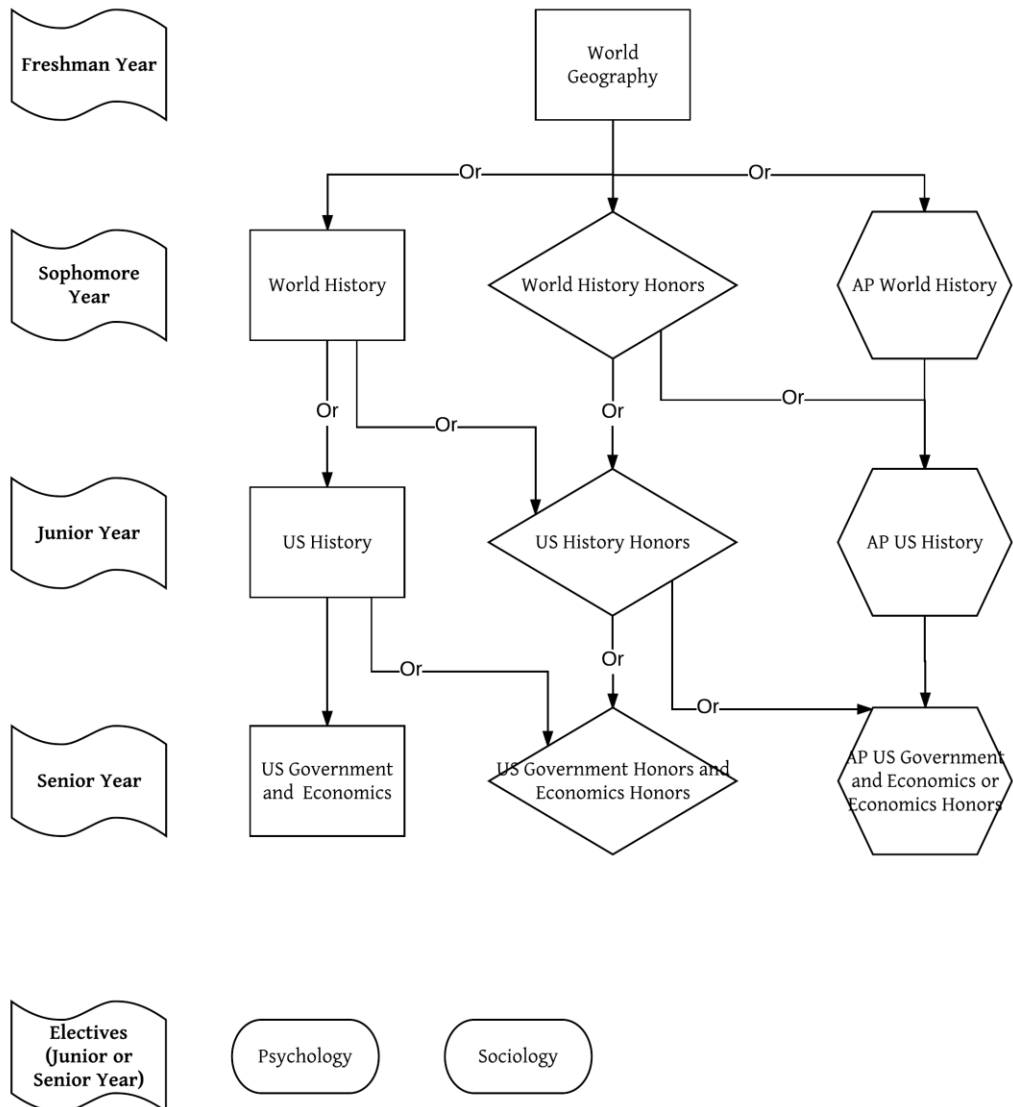 Freshman Year
World
Geography
Or
Or
Sophomore
Year
World History
World History Honors
AP World History
Or
Or
Or
Or
Junior Year
US History
US History Honors
AP US History
Or
Or
Or
Senior Year
US Government
and Economics
US Government Honors and
Economics Honors
AP US Government
and Economics or
Economics Honors
Electives
(Junior or
Senior Year)
Psychology
Sociology